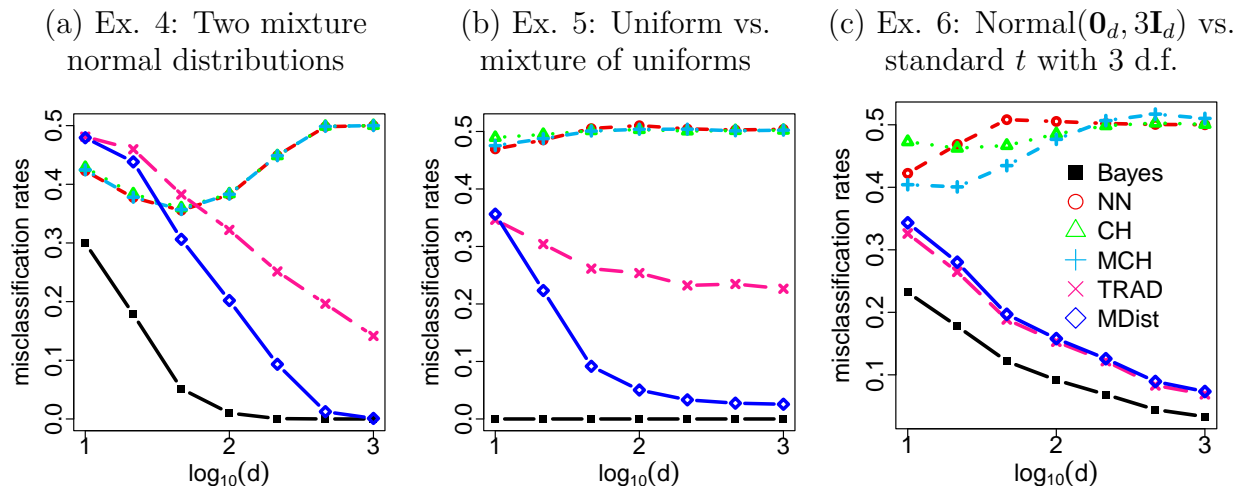 (a) Ex. 4: Two mixture
normal distributions
(b) Ex. 5: Uniform vs.
mixture of uniforms
(c) Ex. 6: Normal(𝟎_d, 3𝐈_d) vs.
standard t with 3 d.f.
misclassification rates
0.5
0.4
0.3
0.2
0.1
0.0
1
2
3
log₁₀(d)
misclassification rates
0.5
0.4
0.3
0.2
0.1
0.0
1
2
3
log₁₀(d)
misclassification rates
0.5
0.4
0.3
0.2
0.1
Bayes
NN
CH
MCH
TRAD
MDist
1
2
3
log₁₀(d)